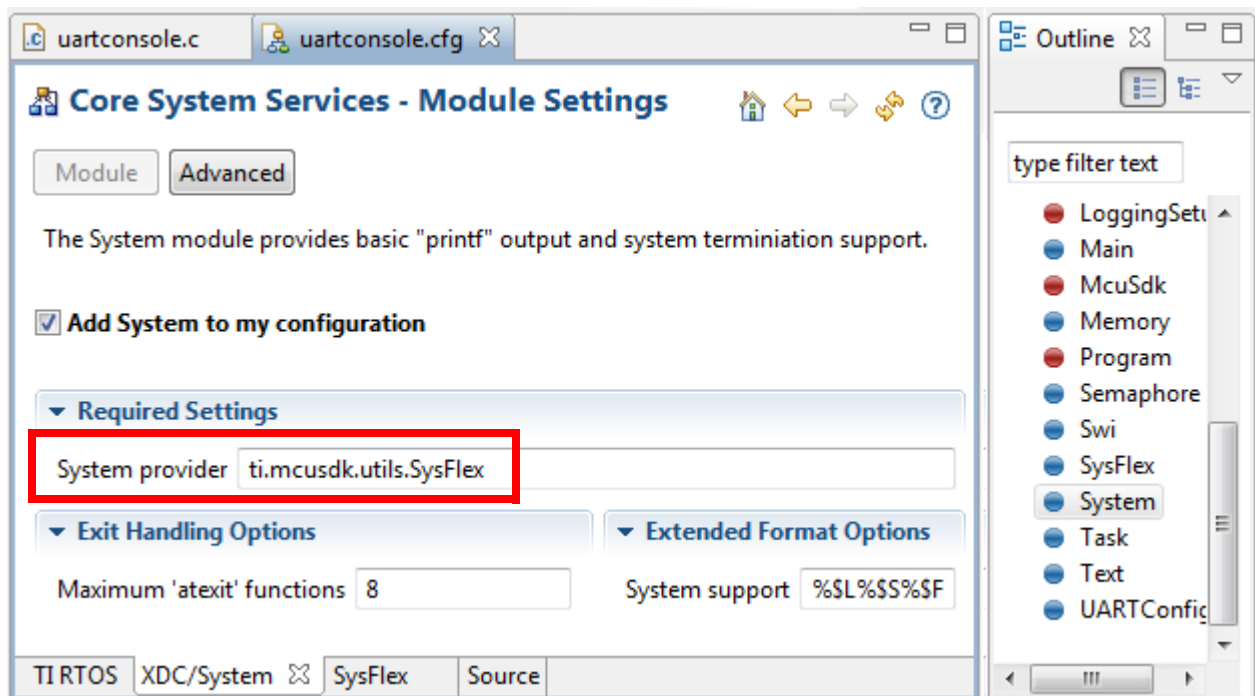 uartconsole.c
uartconsole.cfg
Core System Services - Module Settings
Module
Advanced
The System module provides basic "printf" output and system terminiation support.
Add System to my configuration
Required Settings
System provider ti.mcusdk.utils.SysFlex
Exit Handling Options
Extended Format Options
Maximum 'atexit' functions 8
System support %$L%$S%$F
TI RTOS
XDC/System
SysFlex
Source
Outline
type filter text
LoggingSetu
Main
McuSdk
Memory
Program
Semaphore
Swi
SysFlex
System
Task
Text
UARTConfig